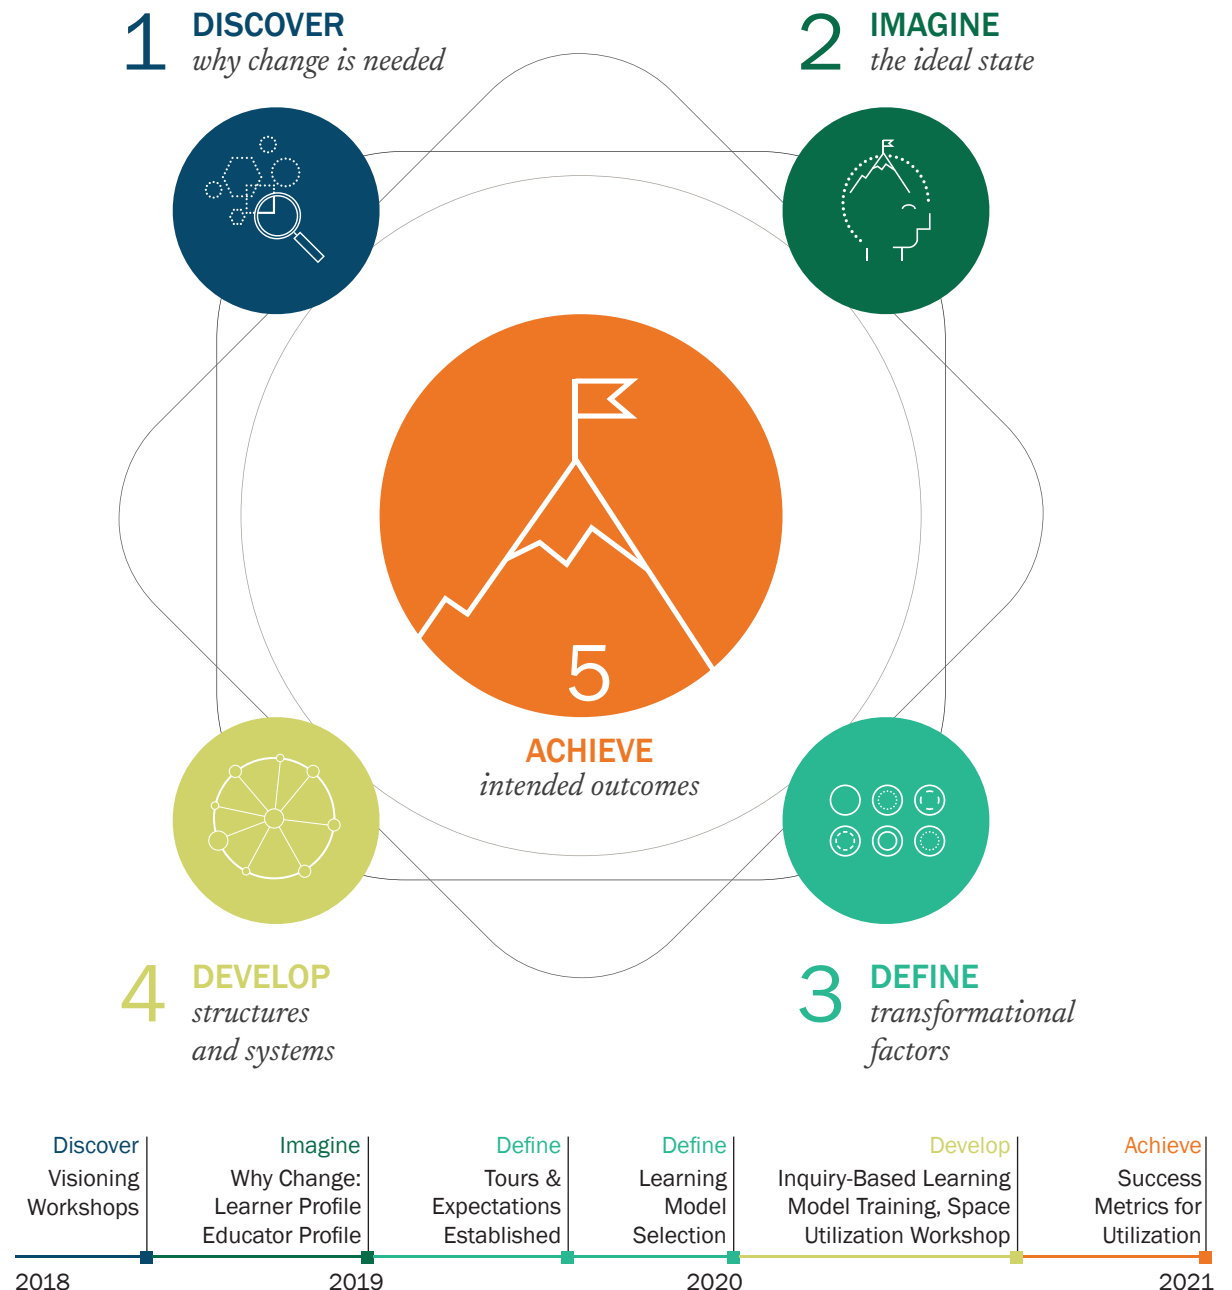 1 DISCOVER
why change is needed
2 IMAGINE
the ideal state
5
ACHIEVE
intended outcomes
4 DEVELOP
structures
and systems
3 DEFINE
transformational
factors
Discover
Visioning
Workshops
Imagine
Why Change:
Learner Profile
Educator Profile
Define
Tours &
Expectations
Established
Define
Learning
Model
Selection
Develop
Inquiry-Based Learning
Model Training, Space
Utilization Workshop
Achieve
Success
Metrics for
Utilization
2018 2019 2020 2021